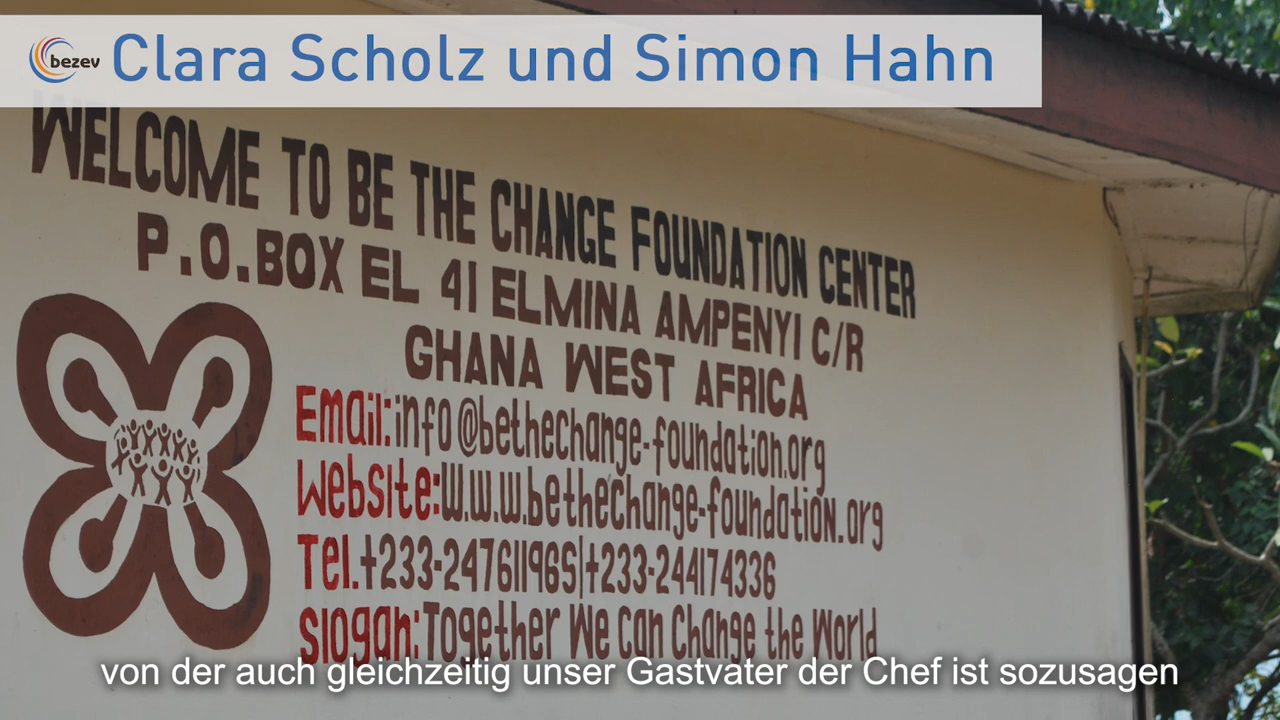 bezev
Clara Scholz und Simon Hahn
WELCOME TO BE THE CHANGE FOUNDATION CENTER
P.O.BOX EL 41 ELMINA AMPENYI C/R
GHANA WEST AFRICA
Email:info@bethechange-foundation.org
Website:w.w.w.bethechange-foundation.org
Tel.+233-247611965|+233-244174336
Slogan:Together We Can Change the World
von der auch gleichzeitig unser Gastvater der Chef ist sozusagen